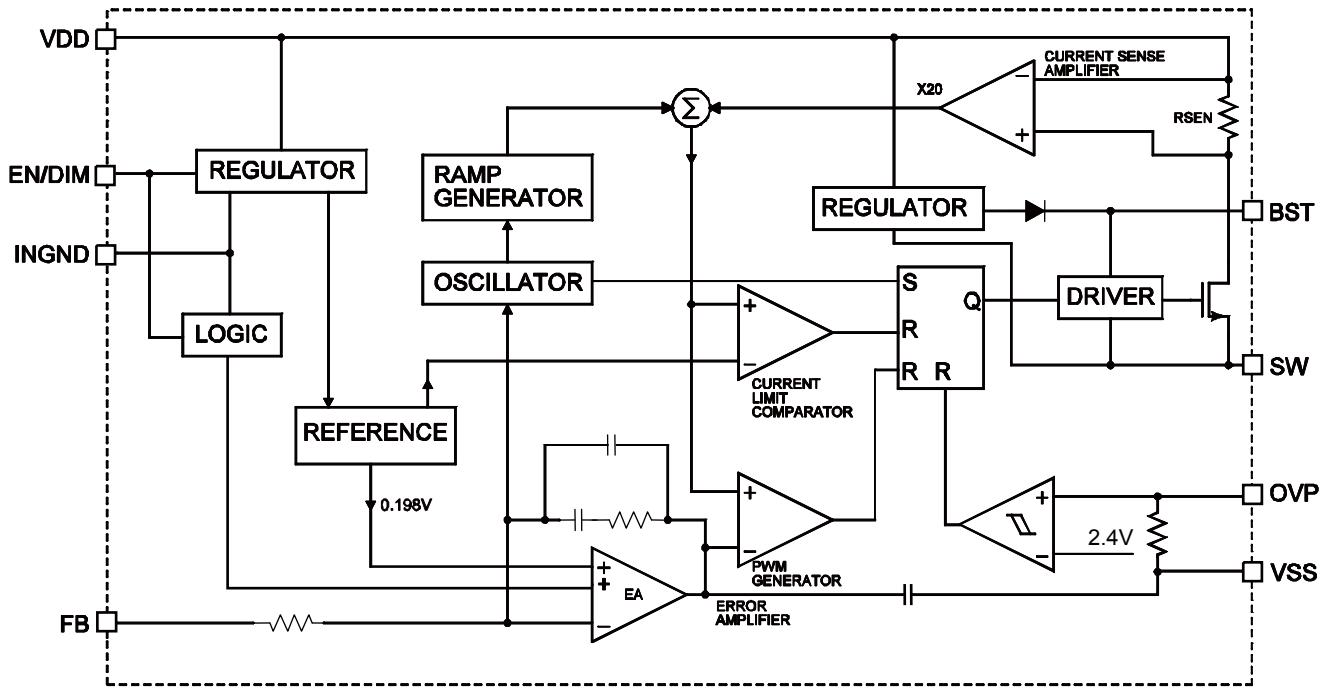 VDD
CURRENT SENSE
AMPLIFIER
X20
−
Σ
RSEN
+
EN/DIM
REGULATOR
RAMP
GENERATOR
REGULATOR
BST
INGND
OSCILLATOR
S
Q
DRIVER
LOGIC
+
R
−
R R
SW
CURRENT
LIMIT
COMPARATOR
REFERENCE
0.198V
+
+
OVP
2.4V
−
−
PWM
GENERATOR
VSS
+
+
EA
ERROR
AMPLIFIER
FB
−